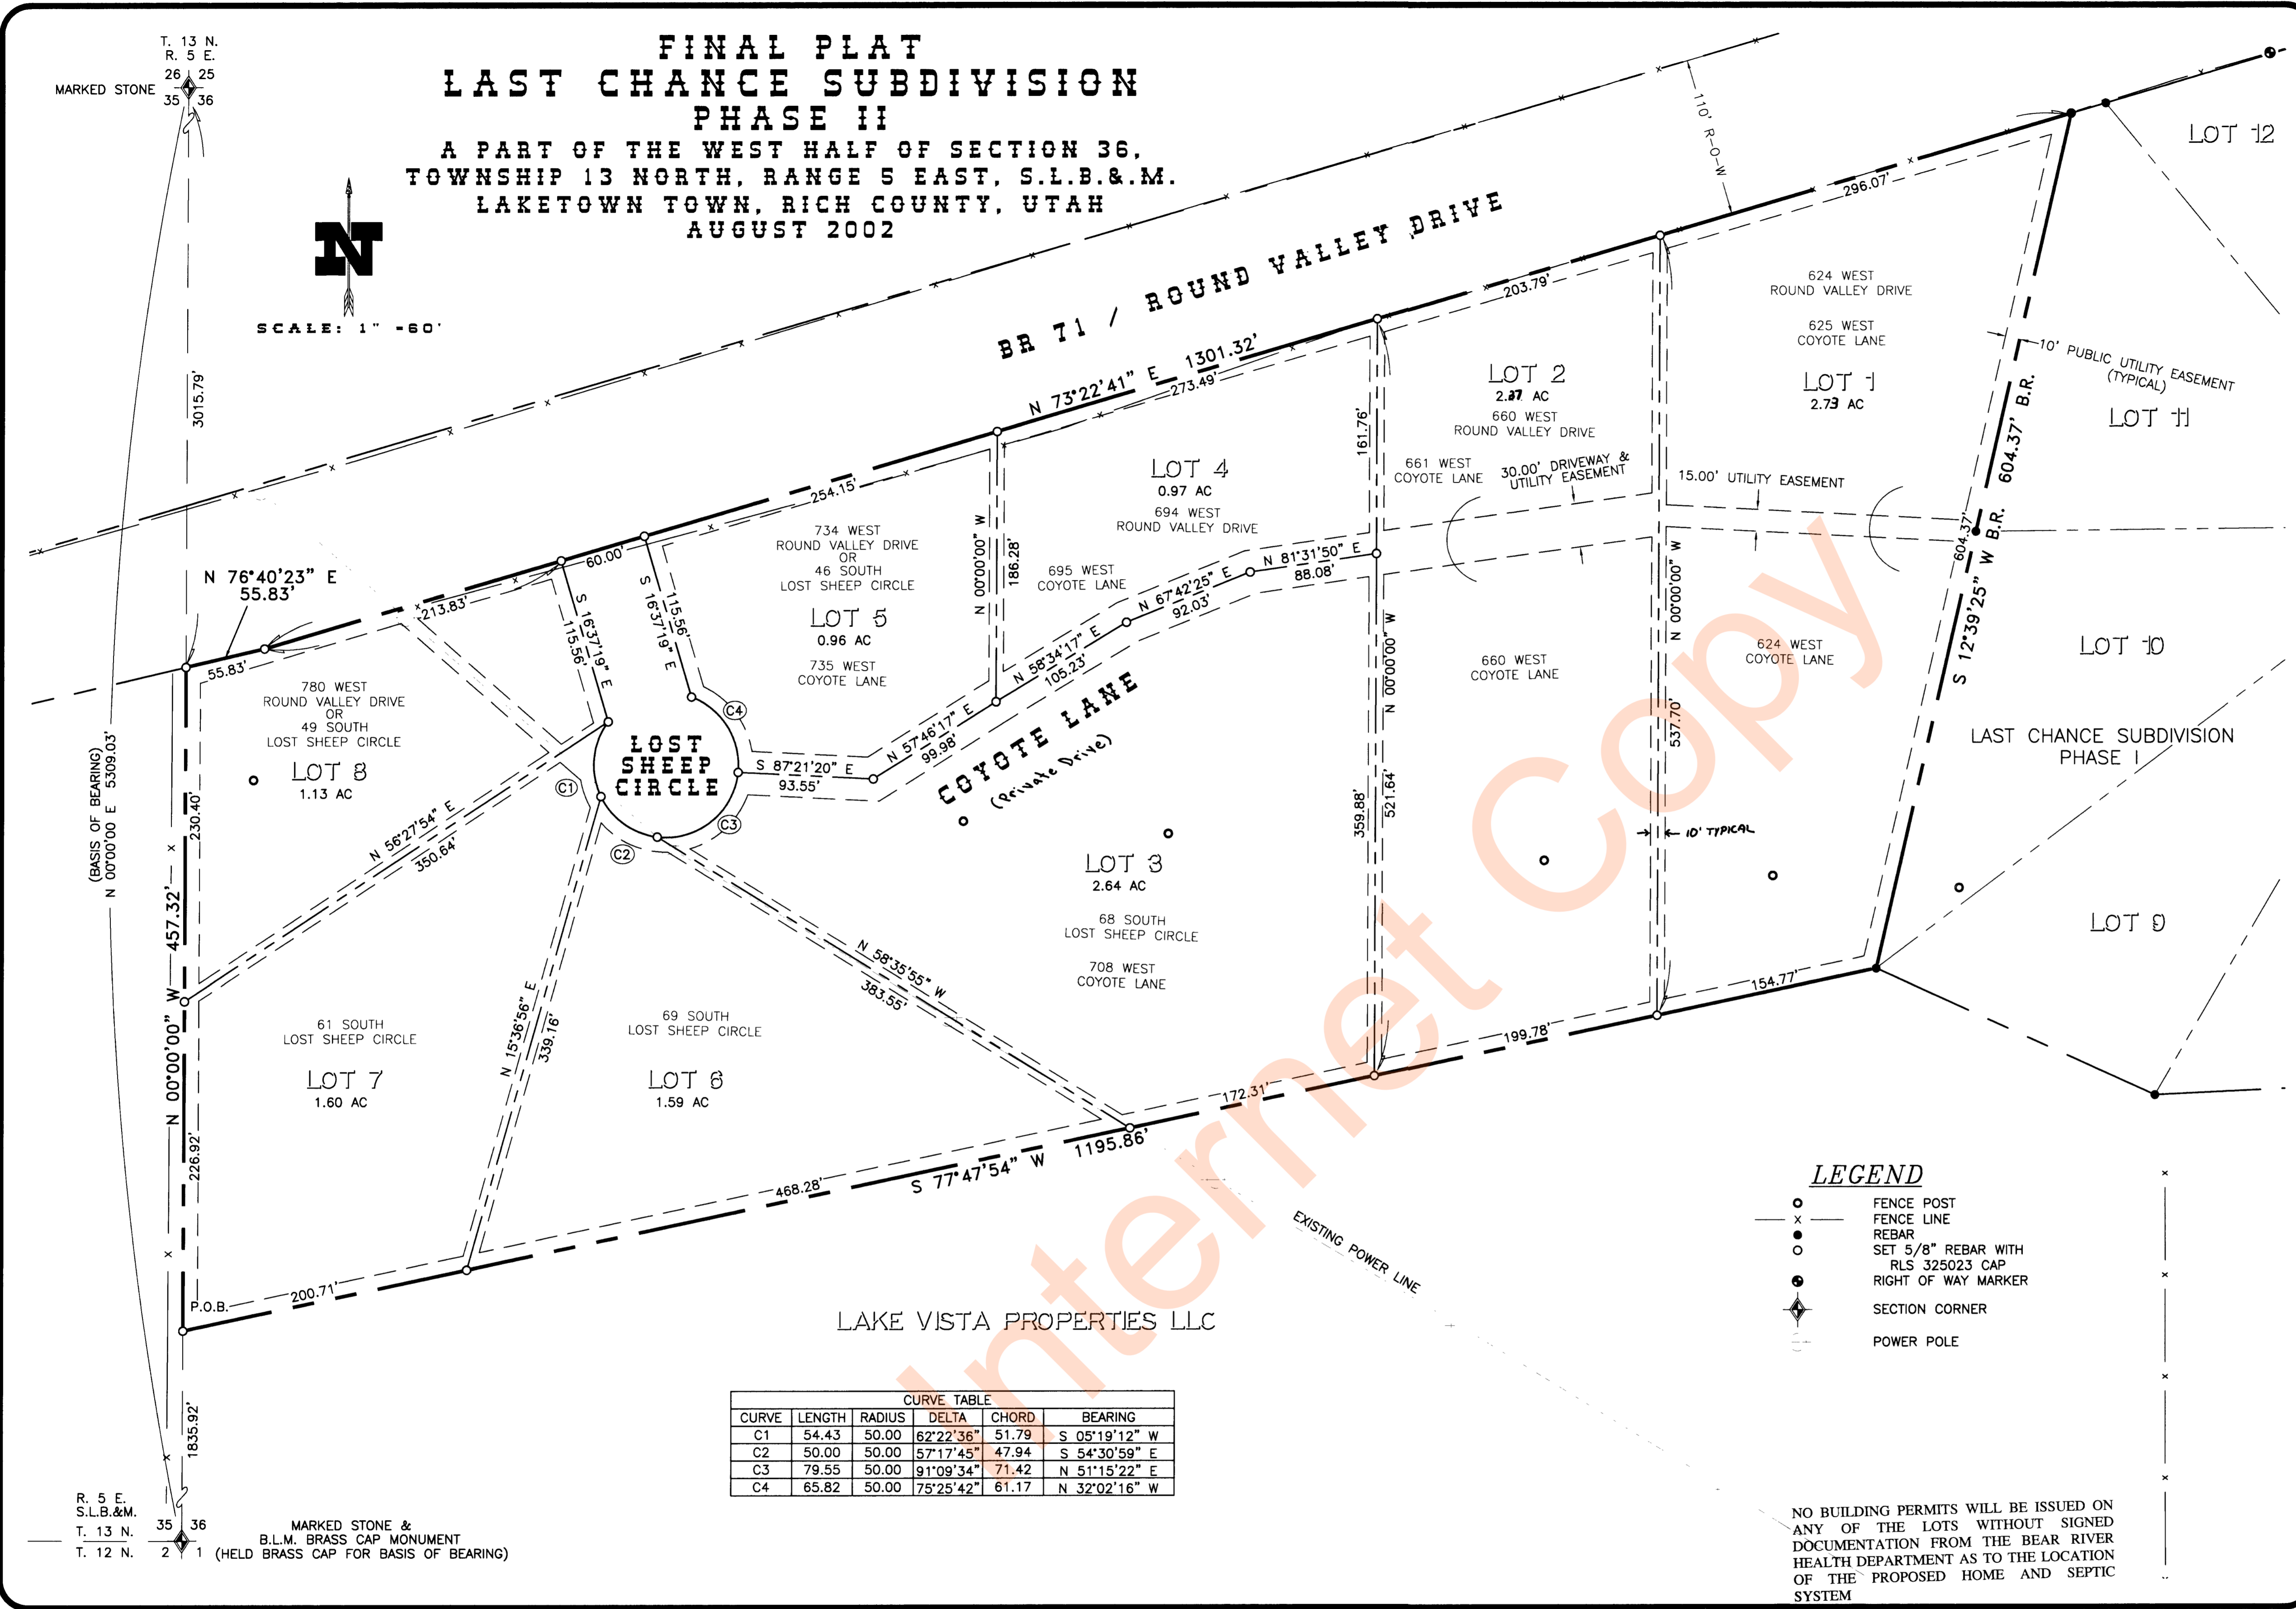 FINAL PLAT
LAST CHANCE SUBDIVISION
PHASE II
A PART OF THE WEST HALF OF SECTION 36,
TOWNSHIP 13 NORTH, RANGE 5 EAST, S.L.B.&.M.
LAKETOWN TOWN, RICH COUNTY, UTAH
AUGUST 2002
T. 13 N.
R. 5 E.
26 25
MARKED STONE
35 36
N
SCALE: 1" =60'
3015.79'
(BASIS OF BEARING)
N 00°00'00 E 5309.03'
110' R-O-W
BR 71 / ROUND VALLEY DRIVE
N 73°22'41" E 1301.32'
296.07'
203.79'
273.49'
254.15'
60.00'
213.83'
N 76°40'23" E
55.83'
55.83'
LOT 12
624 WEST
ROUND VALLEY DRIVE
625 WEST
COYOTE LANE
LOT 1
2.73 AC
10' PUBLIC UTILITY EASEMENT
(TYPICAL)
LOT 11
LOT 2
2.27 AC
660 WEST
ROUND VALLEY DRIVE
661 WEST
COYOTE LANE
30.00' DRIVEWAY &
UTILITY EASEMENT
15.00' UTILITY EASEMENT
161.76'
LOT 4
0.97 AC
694 WEST
ROUND VALLEY DRIVE
695 WEST
COYOTE LANE
N 00°00'00" W
186.28'
734 WEST
ROUND VALLEY DRIVE
OR
46 SOUTH
LOST SHEEP CIRCLE
LOT 5
0.96 AC
735 WEST
COYOTE LANE
S 16°37'19" E
115.56'
S 16°37'19" E
115.56'
N 81°31'50" E
88.08'
N 67°42'25" E
92.03'
N 58°34'17" E
105.23'
N 57°46'17" E
99.98'
S 87°21'20" E
93.55'
COYOTE LANE
(Private Drive)
LOST
SHEEP
CIRCLE
C1
C2
C3
C4
780 WEST
ROUND VALLEY DRIVE
OR
49 SOUTH
LOST SHEEP CIRCLE
LOT 8
1.13 AC
N 00°00'00" W 457.32'
230.40'
226.92'
N 56°27'54" E
350.64'
N 15°36'56" E
339.16'
N 58°35'55" W
383.55'
61 SOUTH
LOST SHEEP CIRCLE
LOT 7
1.60 AC
69 SOUTH
LOST SHEEP CIRCLE
LOT 6
1.59 AC
LOT 3
2.64 AC
68 SOUTH
LOST SHEEP CIRCLE
708 WEST
COYOTE LANE
359.88'
N 00°00'00" W
521.64'
660 WEST
COYOTE LANE
N 00°00'00" W
537.70'
10' TYPICAL
624 WEST
COYOTE LANE
604.37'
S 12°39'25" W B.R. 604.37' B.R.
LOT 10
LAST CHANCE SUBDIVISION
PHASE I
LOT 9
154.77'
199.78'
172.31'
S 77°47'54" W 1195.86'
468.28'
200.71'
P.O.B.
EXISTING POWER LINE
LAKE VISTA PROPERTIES LLC
1835.92'
LEGEND
FENCE POST
x FENCE LINE
REBAR
SET 5/8" REBAR WITH
RLS 325023 CAP
RIGHT OF WAY MARKER
SECTION CORNER
POWER POLE
CURVE TABLE
CURVE LENGTH RADIUS DELTA CHORD BEARING
C1 54.43 50.00 62°22'36" 51.79 S 05°19'12" W
C2 50.00 50.00 57°17'45" 47.94 S 54°30'59" E
C3 79.55 50.00 91°09'34" 71.42 N 51°15'22" E
C4 65.82 50.00 75°25'42" 61.17 N 32°02'16" W
R. 5 E.
S.L.B.&M.
T. 13 N.
T. 12 N.
35 36
2 1
MARKED STONE &
B.L.M. BRASS CAP MONUMENT
(HELD BRASS CAP FOR BASIS OF BEARING)
NO BUILDING PERMITS WILL BE ISSUED ON
ANY OF THE LOTS WITHOUT SIGNED
DOCUMENTATION FROM THE BEAR RIVER
HEALTH DEPARTMENT AS TO THE LOCATION
OF THE PROPOSED HOME AND SEPTIC
SYSTEM
Internet Copy